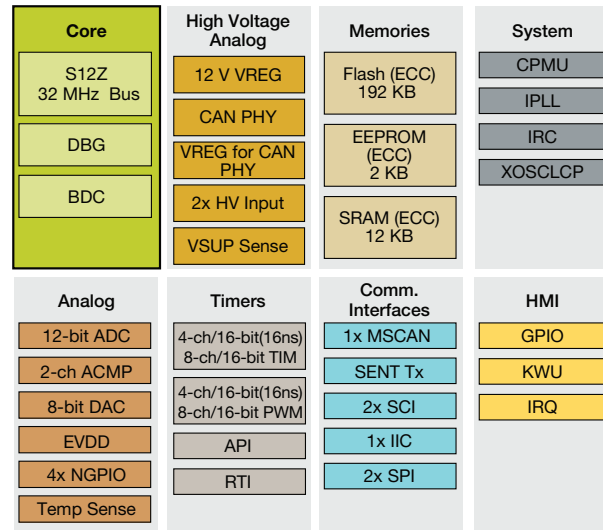 Core
S12Z
32 MHz Bus
DBG
BDC
High Voltage
Analog
12 V VREG
CAN PHY
VREG for CAN
PHY
2x HV Input
VSUP Sense
Memories
Flash (ECC)
192 KB
EEPROM
(ECC)
2 KB
SRAM (ECC)
12 KB
System
CPMU
IPLL
IRC
XOSCLCP
Analog
12-bit ADC
2-ch ACMP
8-bit DAC
EVDD
4x NGPIO
Temp Sense
Timers
4-ch/16-bit(16ns)
8-ch/16-bit TIM
4-ch/16-bit(16ns)
8-ch/16-bit PWM
API
RTI
Comm.
Interfaces
1x MSCAN
SENT Tx
2x SCI
1x IIC
2x SPI
HMI
GPIO
KWU
IRQ